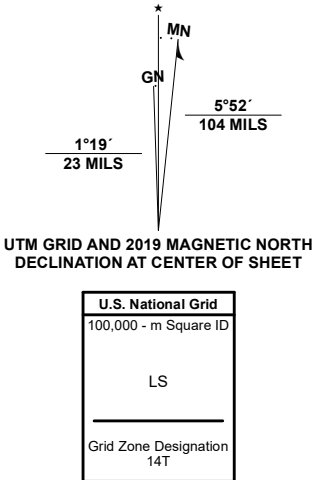 ★
MN
GN
5°52´
104 MILS
1°19´
23 MILS
UTM GRID AND 2019 MAGNETIC NORTH
DECLINATION AT CENTER OF SHEET
U.S. National Grid
100,000 - m Square ID
LS
Grid Zone Designation
14T